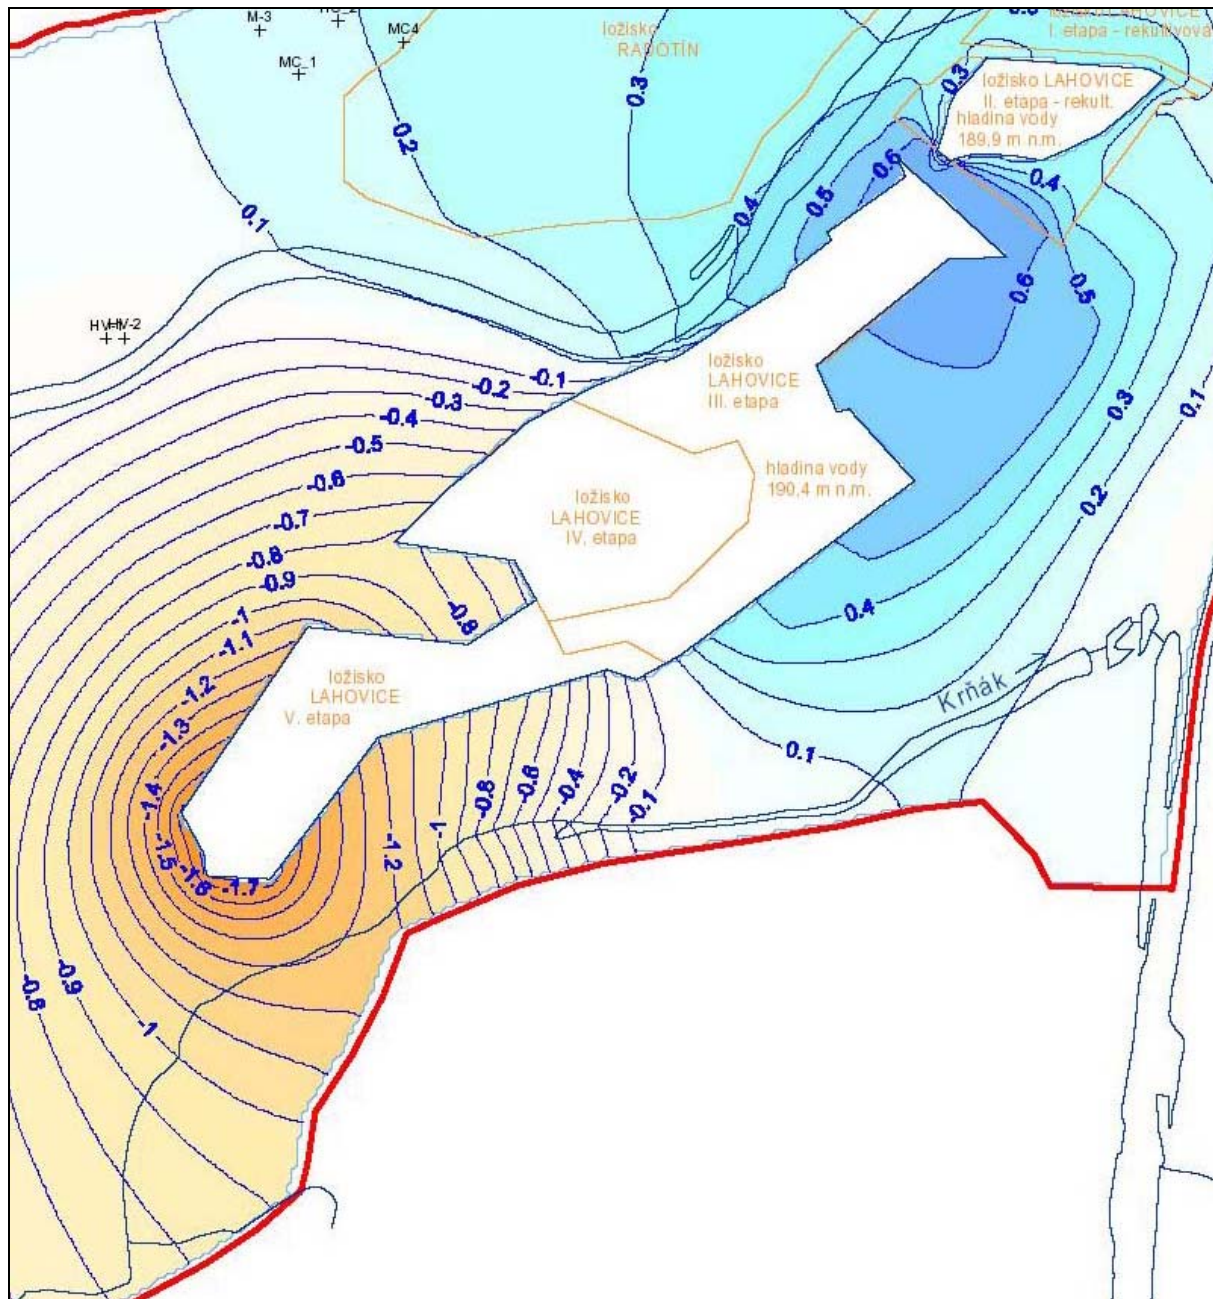 M-3
MC4
MC_1
ložisko
RADOTÍN
I. etapa - rekultivová
ložisko LAHOVICE
II. etapa - rekult.
hladina vody
189,9 m n.m.
0.3
0.3
0.2
0.1
0.4
0.5
0.6
0.4
0.6
0.5
0.3
0.1
0.2
0.4
0.1
HV-2
ložisko
LAHOVICE
III. etapa
hladina vody
190,4 m n.m.
ložisko
LAHOVICE
IV. etapa
ložisko
LAHOVICE
V. etapa
Krňák
-0.1
-0.2
-0.3
-0.4
-0.5
-0.6
-0.7
-0.8
-0.9
-1
-1.1
-1.2
-1.3
-1.4
-1.5
-1.6
-1.7
-0.8
-1.2
-1
-0.8
-0.6
-0.4
-0.2
-0.1
-0.8
-0.9
-1